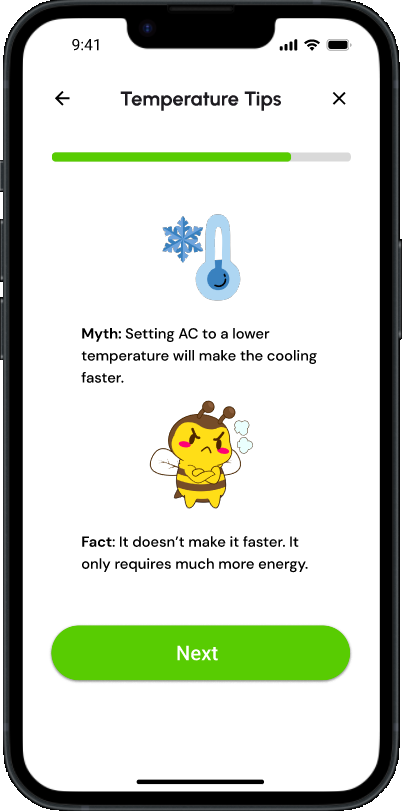 9:41
Temperature Tips
Myth: Setting AC to a lower
temperature will make the cooling
faster.
Fact: It doesn’t make it faster. It
only requires much more energy.
Next